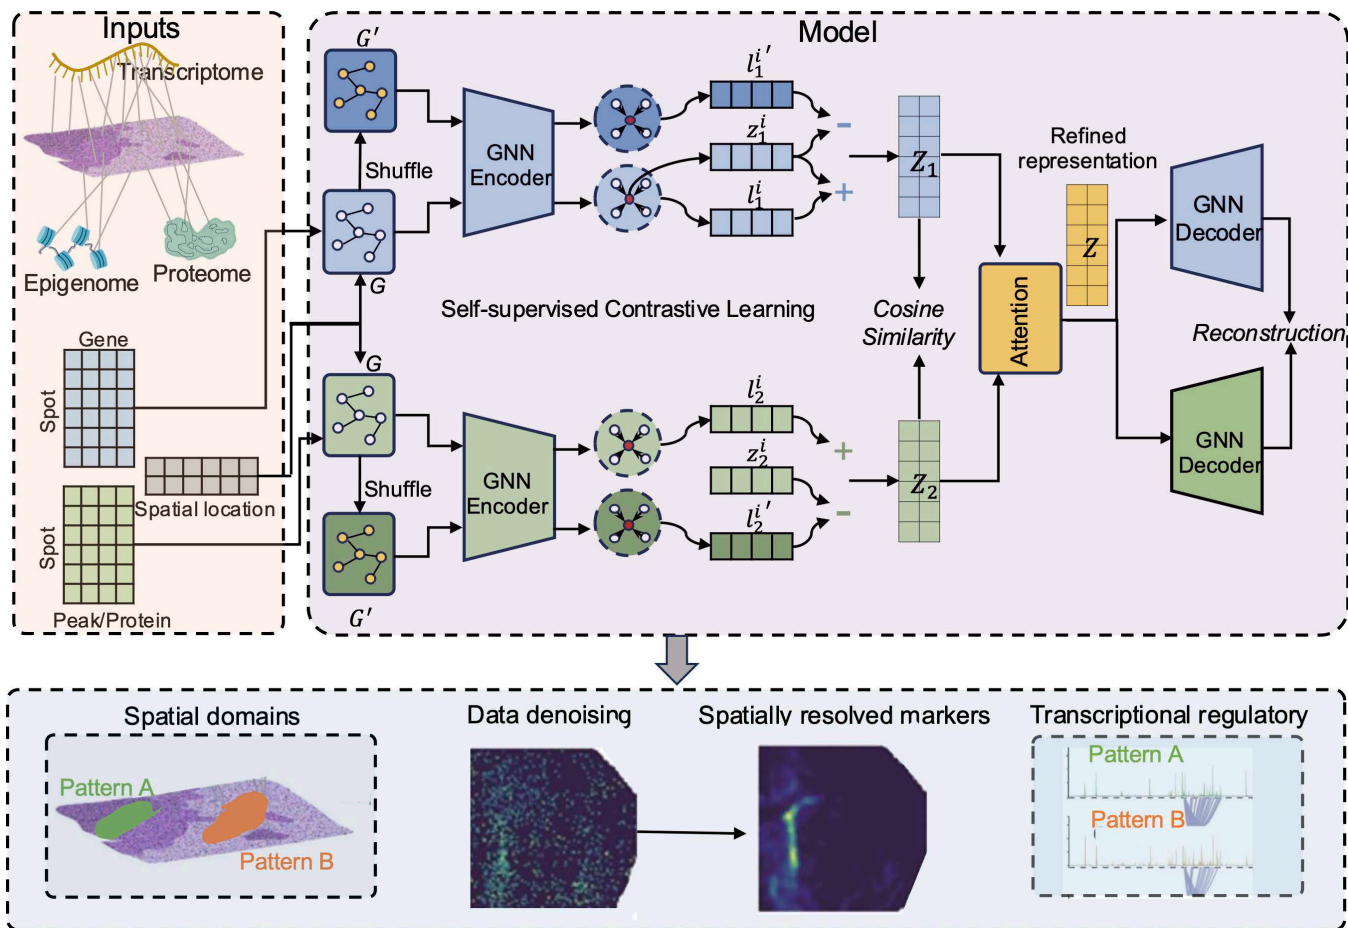 Inputs
Transcriptome
Epigenome
Proteome
Gene
Spot
Spatial location
Spot
Peak/Protein
Model
G′
Shuffle
G
GNN
Encoder
l₁ⁱ′
z₁ⁱ
l₁ⁱ
−
+
Z₁
Self-supervised Contrastive Learning
Cosine
Similarity
G
Shuffle
G′
GNN
Encoder
l₂ⁱ
z₂ⁱ
l₂ⁱ′
+
−
Z₂
Attention
Refined
representation
Z
GNN
Decoder
Reconstruction
GNN
Decoder
Spatial domains
Pattern A
Pattern B
Data denoising
Spatially resolved markers
Transcriptional regulatory
Pattern A
Pattern B